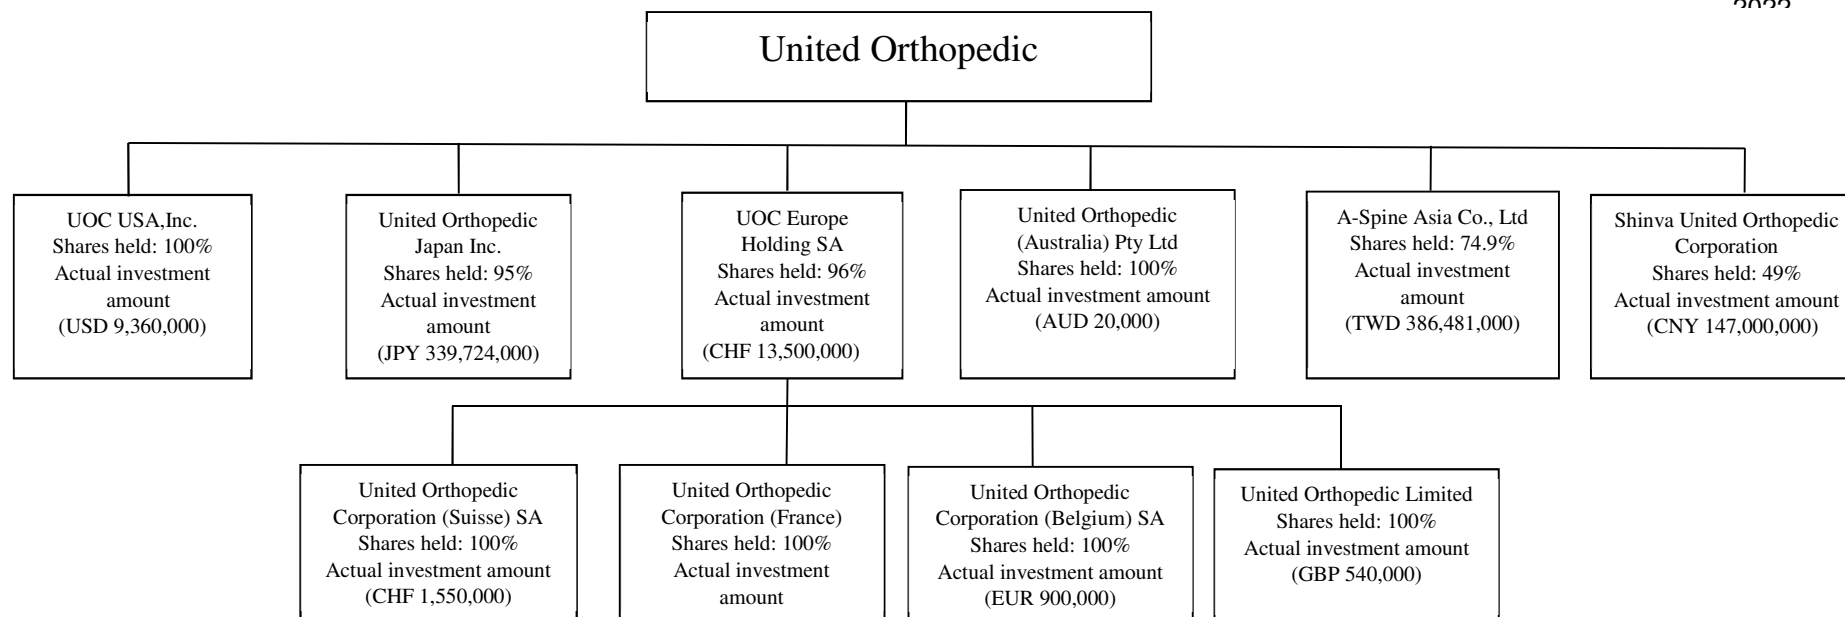 2022
United Orthopedic
UOC USA,Inc.
Shares held: 100%
Actual investment
amount
(USD 9,360,000)
United Orthopedic
Japan Inc.
Shares held: 95%
Actual investment
amount
(JPY 339,724,000)
UOC Europe
Holding SA
Shares held: 96%
Actual investment
amount
(CHF 13,500,000)
United Orthopedic
(Australia) Pty Ltd
Shares held: 100%
Actual investment amount
(AUD 20,000)
A-Spine Asia Co., Ltd
Shares held: 74.9%
Actual investment
amount
(TWD 386,481,000)
Shinva United Orthopedic
Corporation
Shares held: 49%
Actual investment amount
(CNY 147,000,000)
United Orthopedic
Corporation (Suisse) SA
Shares held: 100%
Actual investment amount
(CHF 1,550,000)
United Orthopedic
Corporation (France)
Shares held: 100%
Actual investment
amount
United Orthopedic
Corporation (Belgium) SA
Shares held: 100%
Actual investment amount
(EUR 900,000)
United Orthopedic Limited
Shares held: 100%
Actual investment amount
(GBP 540,000)